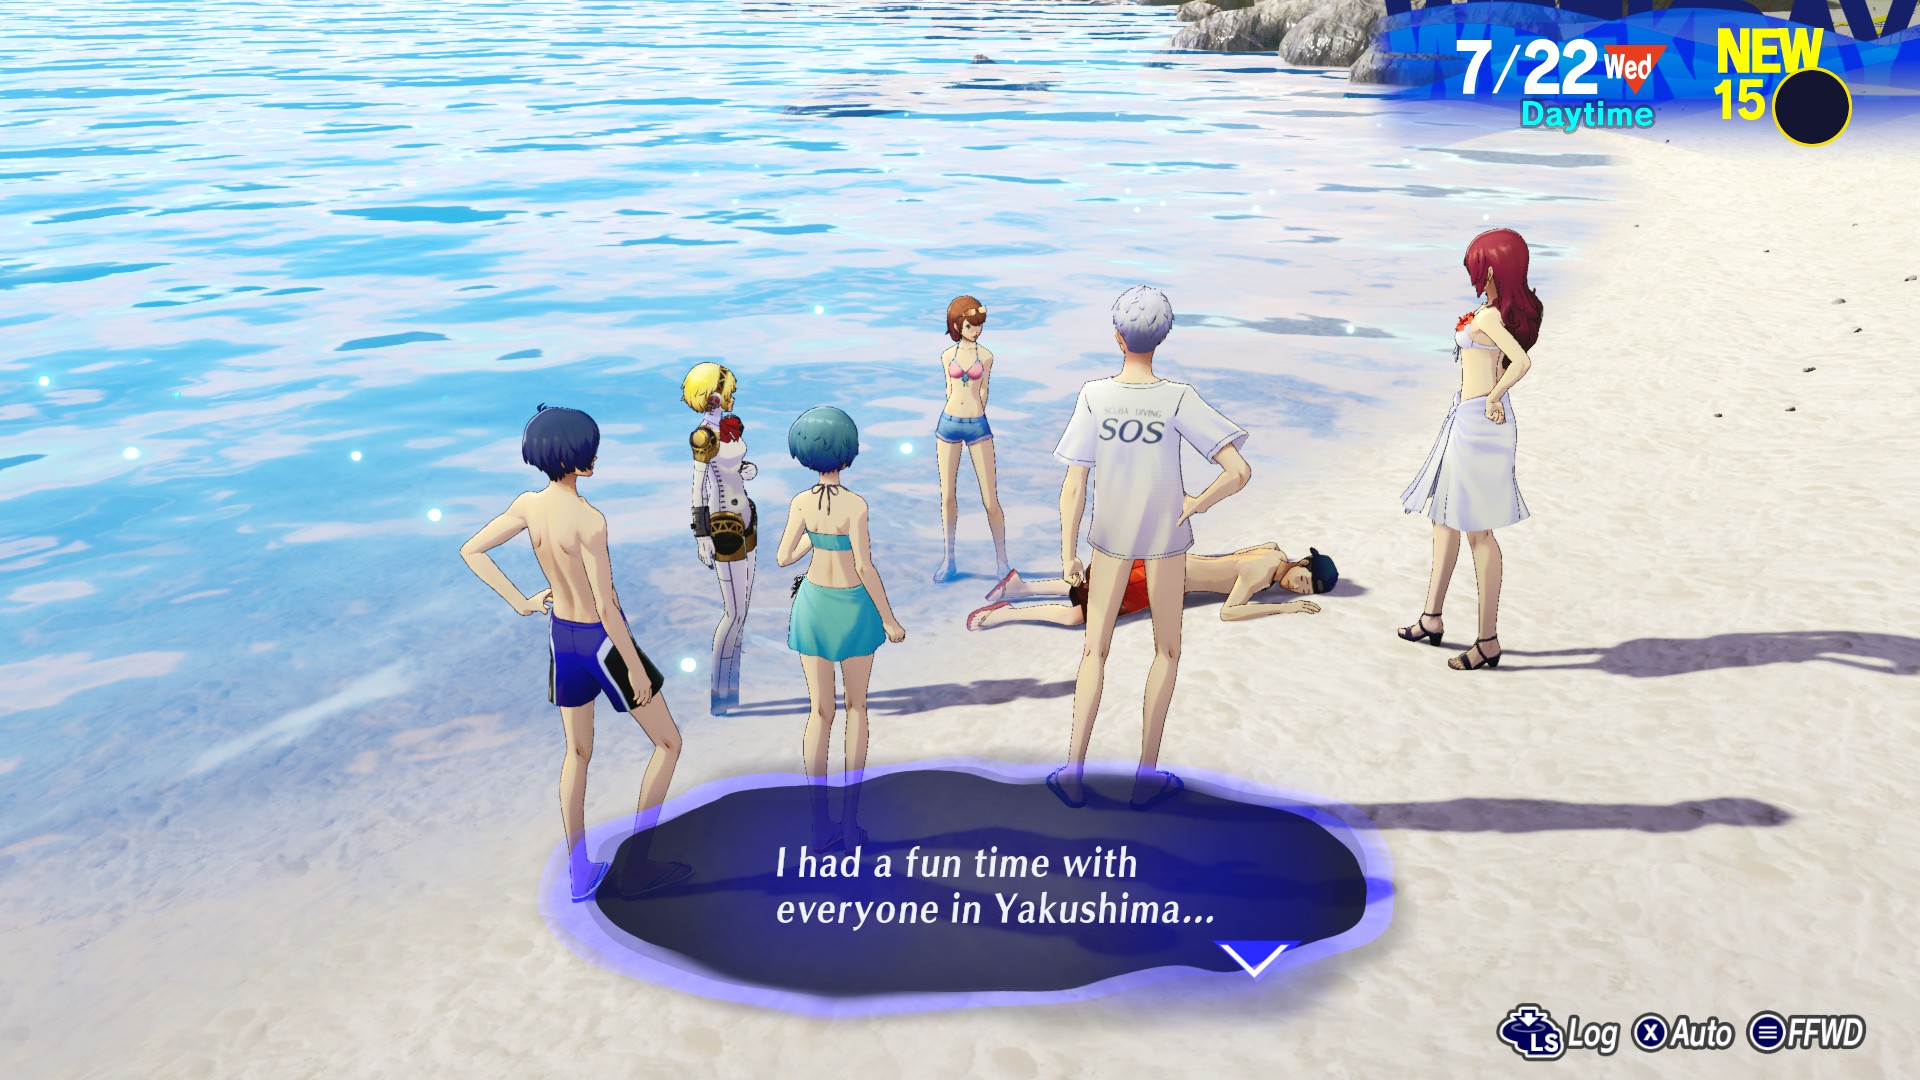 7/22 Wed
Daytime
NEW
15
SCUBA DIVING
SOS
I had a fun time with
everyone in Yakushima...
LS Log X Auto FFWD